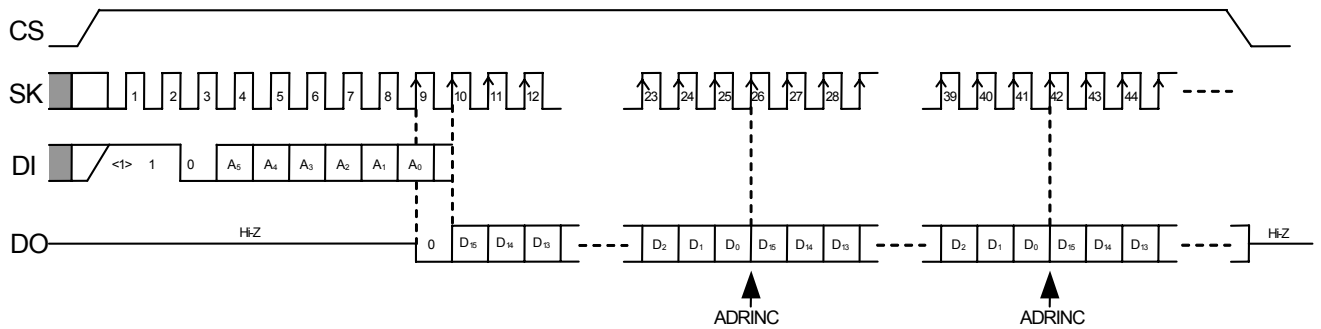 CS
SK 1 2 3 4 5 6 7 8 9 10 11 12 23 24 25 26 27 28 39 40 41 42 43 44
DI <1> 1 0 A₅ A₄ A₃ A₂ A₁ A₀
DO Hi-Z 0 D₁₅ D₁₄ D₁₃ D₂ D₁ D₀ D₁₅ D₁₄ D₁₃ D₂ D₁ D₀ D₁₅ D₁₄ D₁₃ Hi-Z
ADRINC ADRINC